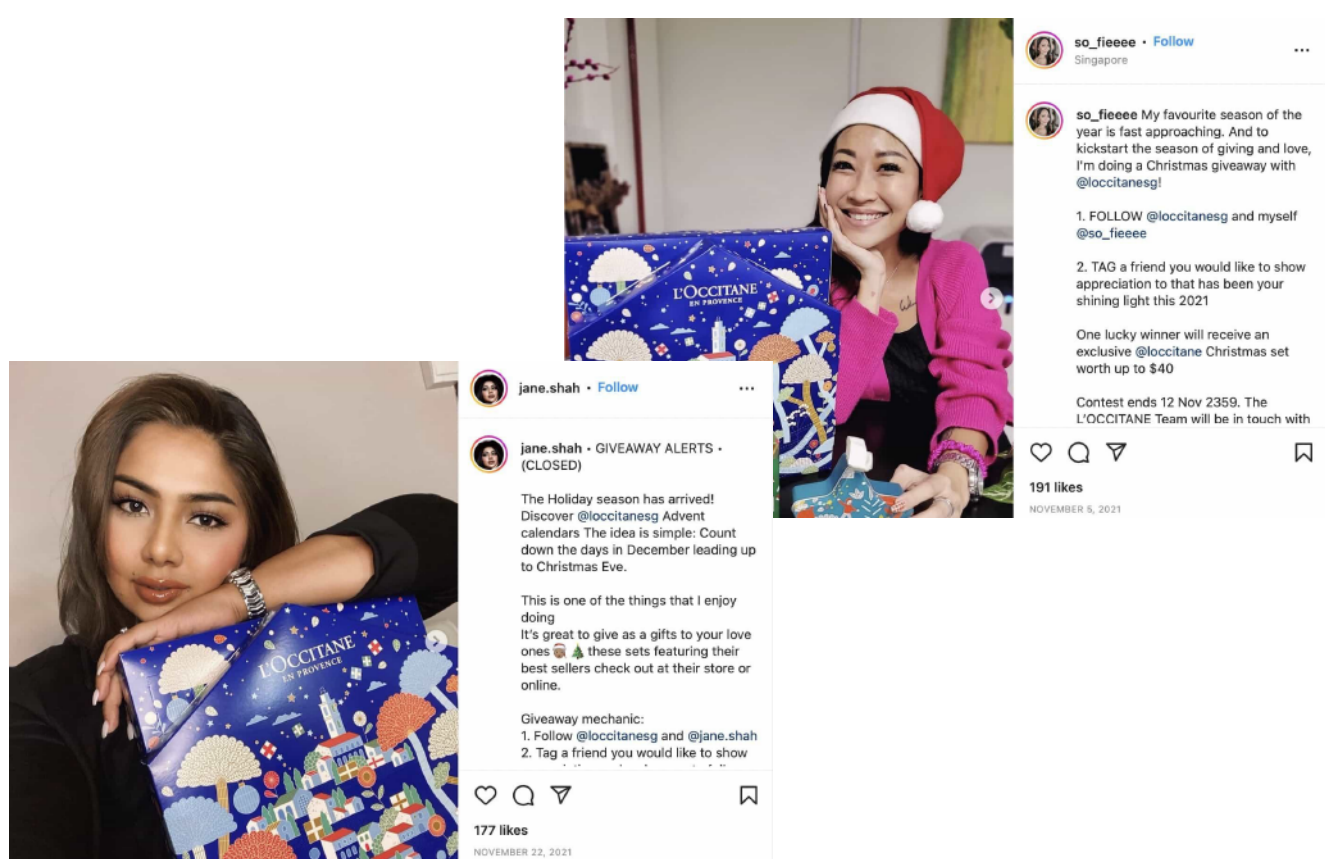 so_fieeee • Follow
Singapore
so_fieeee My favourite season of the
year is fast approaching. And to
kickstart the season of giving and love,
I'm doing a Christmas giveaway with
@loccitanesg!
1. FOLLOW @loccitanesg and myself
@so_fieeee
2. TAG a friend you would like to show
appreciation to that has been your
shining light this 2021
One lucky winner will receive an
exclusive @loccitane Christmas set
worth up to $40
Contest ends 12 Nov 2359. The
L'OCCITANE Team will be in touch with
191 likes
NOVEMBER 5, 2021
L'OCCITANE
EN PROVENCE
jane.shah • Follow
jane.shah • GIVEAWAY ALERTS •
(CLOSED)
The Holiday season has arrived!
Discover @loccitanesg Advent
calendars The idea is simple: Count
down the days in December leading up
to Christmas Eve.
This is one of the things that I enjoy
doing
It's great to give as a gifts to your love
ones 🎅🏽 🎄 these sets featuring their
best sellers check out at their store or
online.
Giveaway mechanic:
1. Follow @loccitanesg and @jane.shah
2. Tag a friend you would like to show
177 likes
NOVEMBER 22, 2021
L'OCCITANE
EN PROVENCE